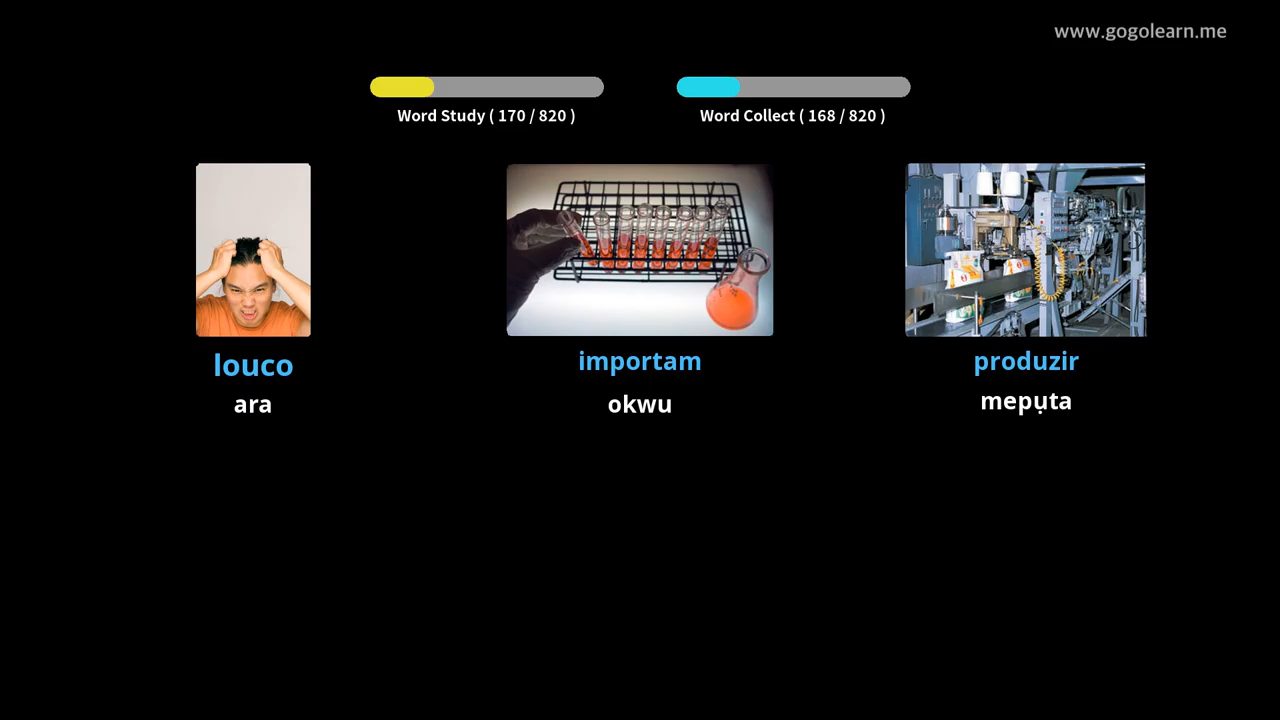 www.gogolearn.me
Word Study ( 170 / 820 )
Word Collect ( 168 / 820 )
louco
importam
produzir
ara
okwu
mepụta